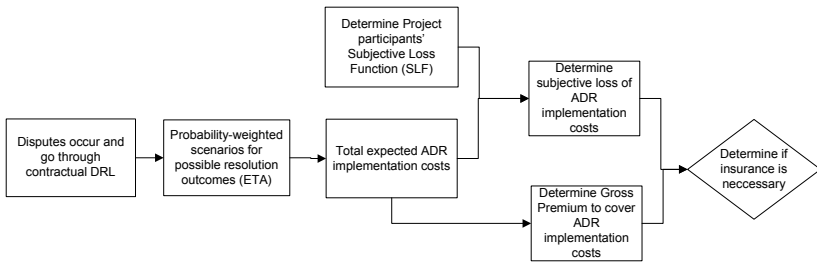 Determine Project
participants'
Subjective Loss
Function (SLF)
Determine
subjective loss of
ADR
implementation
costs
Disputes occur and
go through
contractual DRL
Probability-weighted
scenarios for
possible resolution
outcomes (ETA)
Total expected ADR
implementation costs
Determine if
insurance is
neccessary
Determine Gross
Premium to cover
ADR
implementation
costs